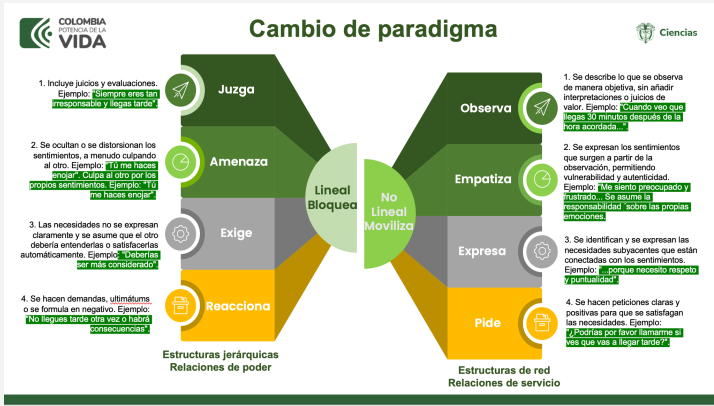 COLOMBIA
POTENCIA DE LA
VIDA
Cambio de paradigma
Ciencias
1. Incluye juicios y evaluaciones.
Ejemplo: "Siempre eres tan
irresponsable y llegas tarde".
Juzga
2. Se ocultan o se distorsionan los
sentimientos, a menudo culpando
al otro. Ejemplo: "Tú me haces
enojar". Culpa al otro por los
propios sentimientos. Ejemplo: "Tú
me haces enojar".
Amenaza
3. Las necesidades no se expresan
claramente y se asume que el otro
debería entenderlas o satisfacerlas
automáticamente. Ejemplo: "Deberías
ser más considerado".
Exige
4. Se hacen demandas, ultimátums
o se formula en negativo. Ejemplo:
"No llegues tarde otra vez o habrá
consecuencias".
Reacciona
Estructuras jerárquicas
Relaciones de poder
Lineal
Bloquea
No
Lineal
Moviliza
Observa
1. Se describe lo que se observa
de manera objetiva, sin añadir
interpretaciones o juicios de
valor. Ejemplo: "Cuando veo que
llegas 30 minutos después de la
hora acordada...".
Empatiza
2. Se expresan los sentimientos
que surgen a partir de la
observación, permitiendo
vulnerabilidad y autenticidad.
Ejemplo: "Me siento preocupado y
frustrado... Se asume la
responsabilidad sobre las propias
emociones.
Expresa
3. Se identifican y se expresan las
necesidades subyacentes que están
conectadas con los sentimientos.
Ejemplo: "...porque necesito respeto
y puntualidad".
Pide
4. Se hacen peticiones claras y
positivas para que se satisfagan
las necesidades. Ejemplo:
"¿Podrías por favor llamarme si
ves que vas a llegar tarde?".
Estructuras de red
Relaciones de servicio